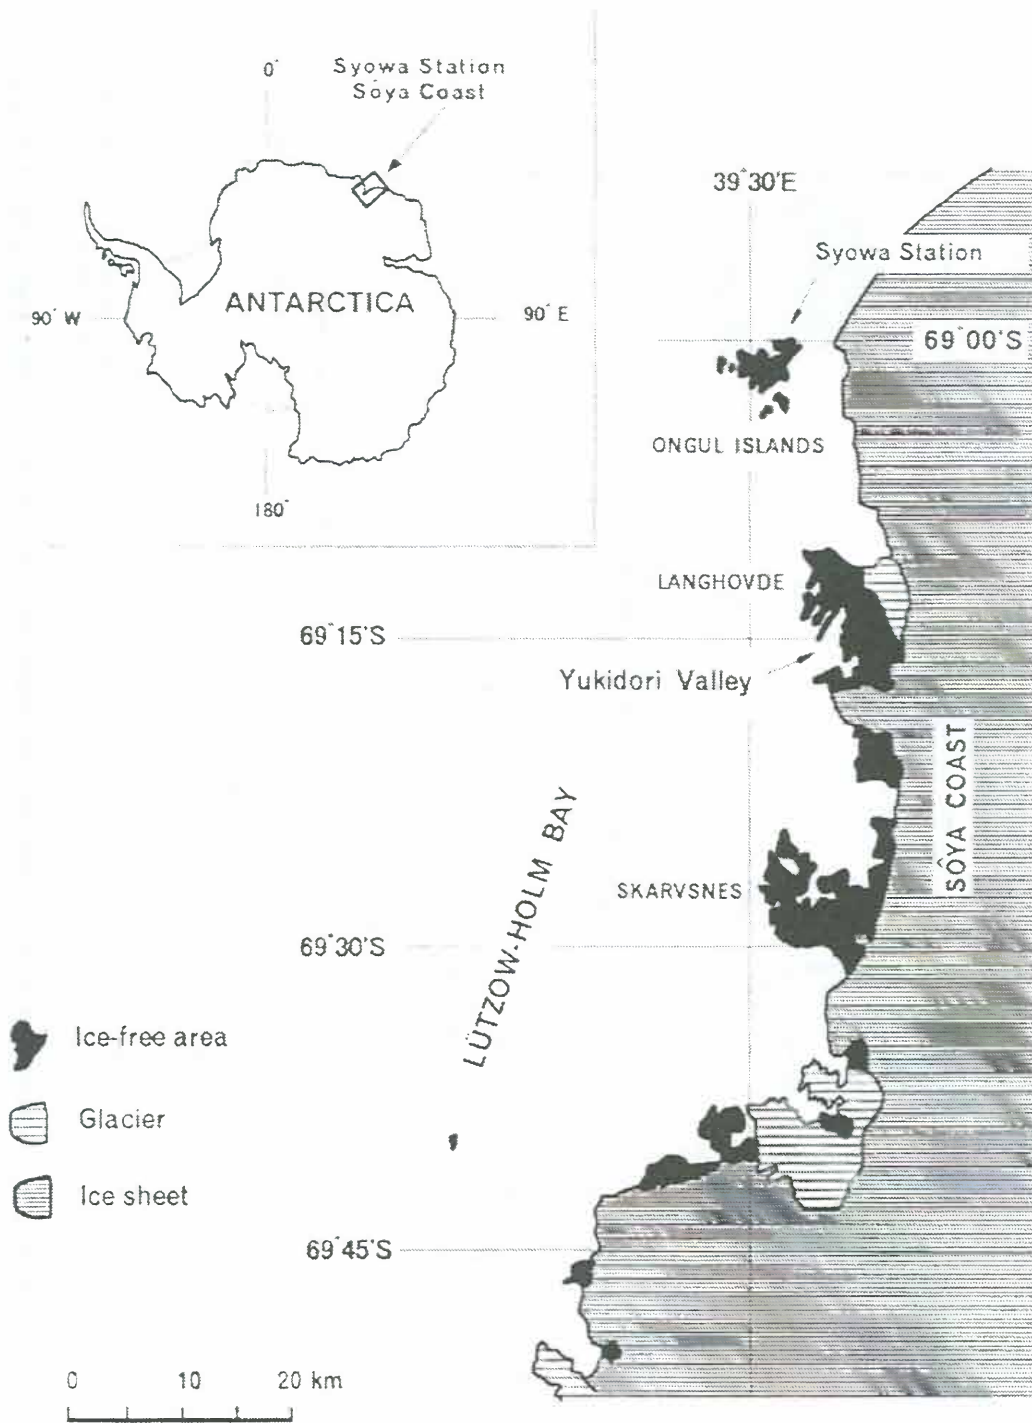 0°
Syowa Station
Sôya Coast
ANTARCTICA
90° W
90° E
180°
39°30'E
Syowa Station
69°00'S
ONGUL ISLANDS
LANGHOVDE
69°15'S
Yukidori Valley
SÔYA COAST
LÜTZOW-HOLM BAY
SKARVSNES
69°30'S
Ice-free area
Glacier
Ice sheet
69°45'S
0 10 20 km